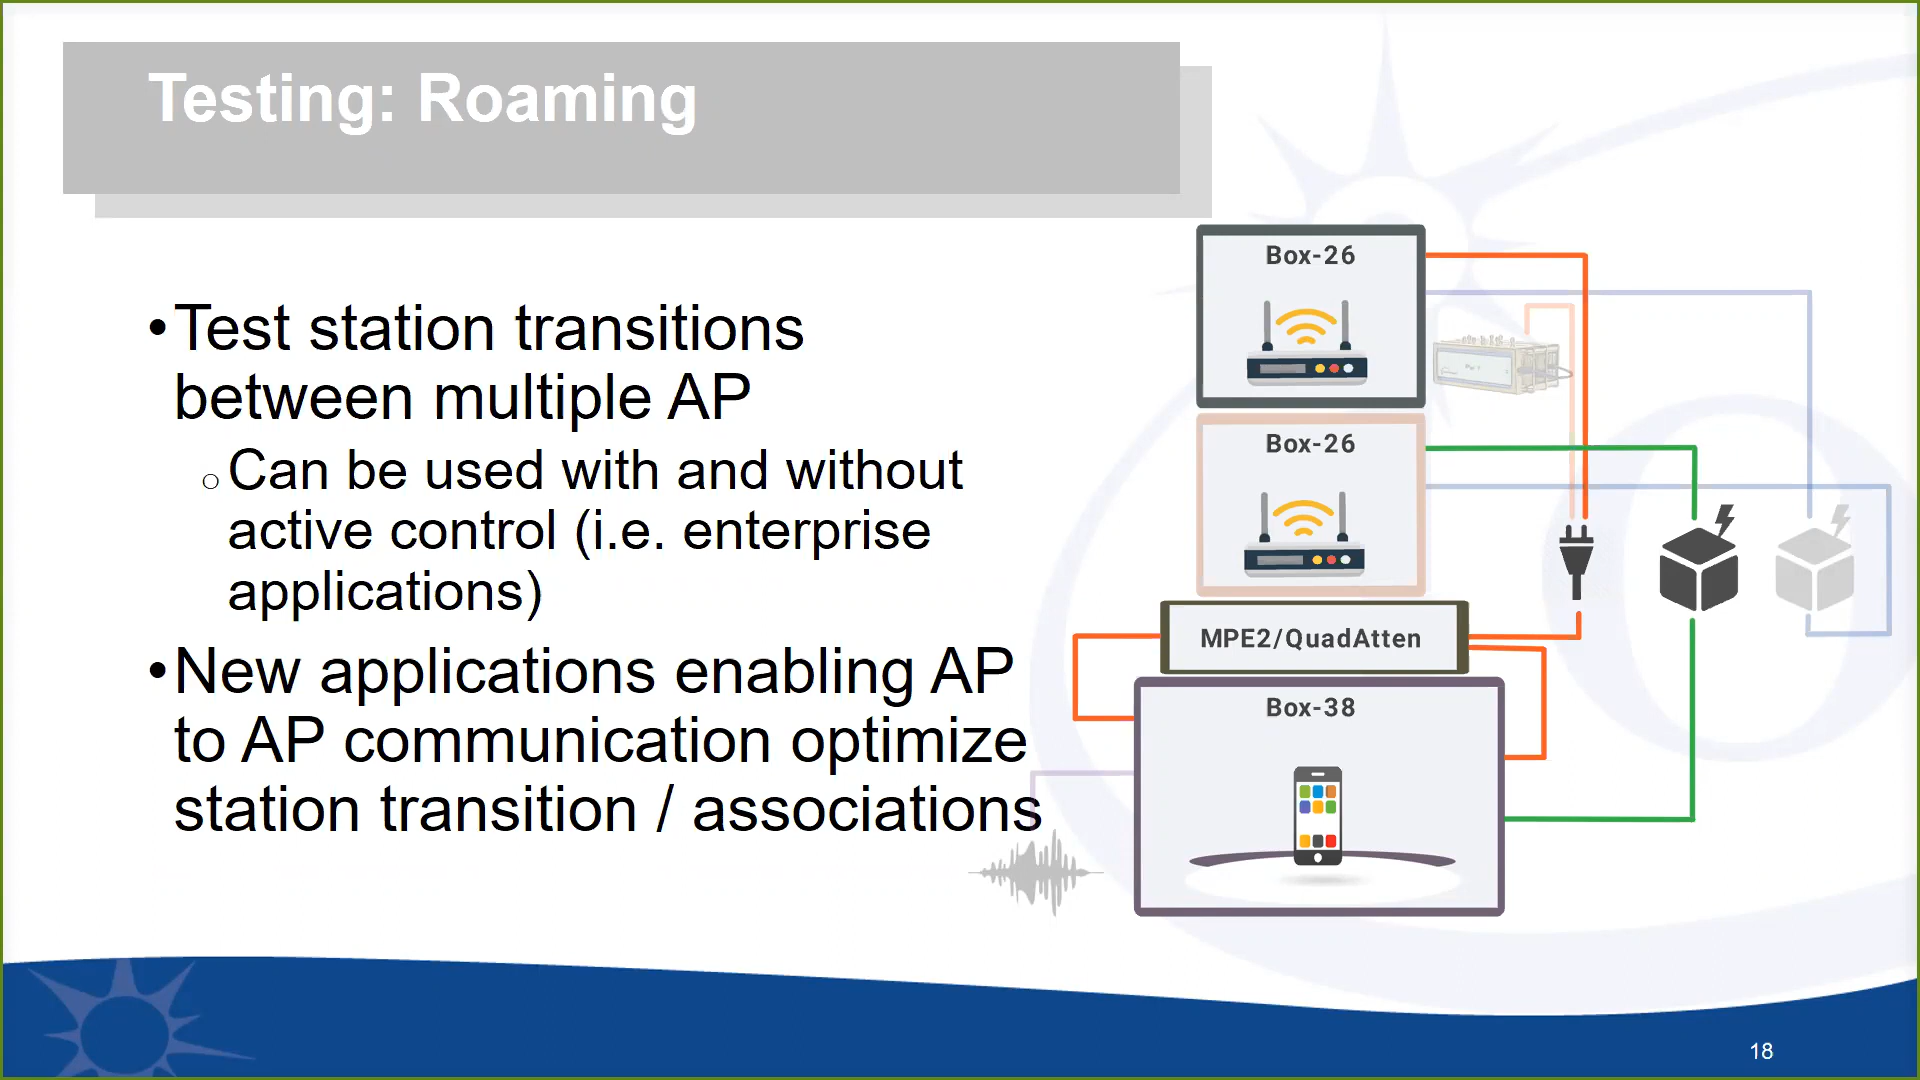 Testing: Roaming
•Test station transitions
between multiple AP
○Can be used with and without
active control (i.e. enterprise
applications)
•New applications enabling AP
to AP communication optimize
station transition / associations
Box-26
Box-26
MPE2/QuadAtten
Box-38
18